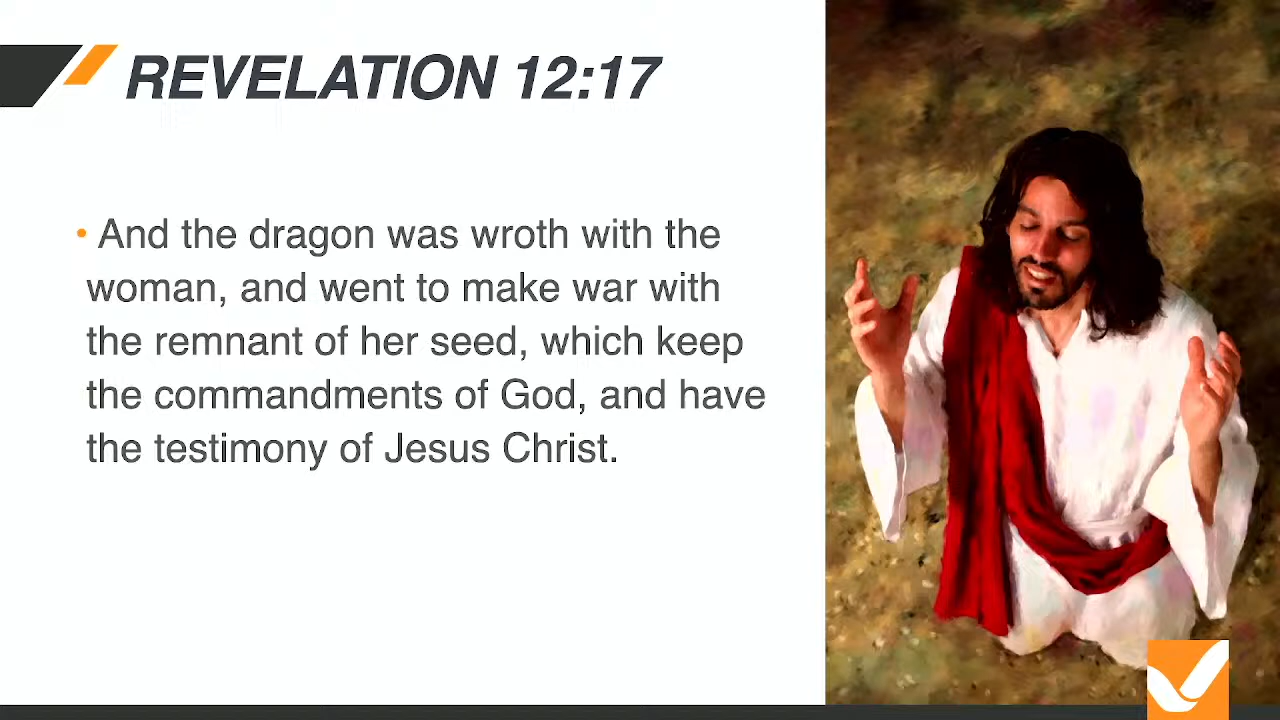 REVELATION 12:17
• And the dragon was wroth with the
woman, and went to make war with
the remnant of her seed, which keep
the commandments of God, and have
the testimony of Jesus Christ.